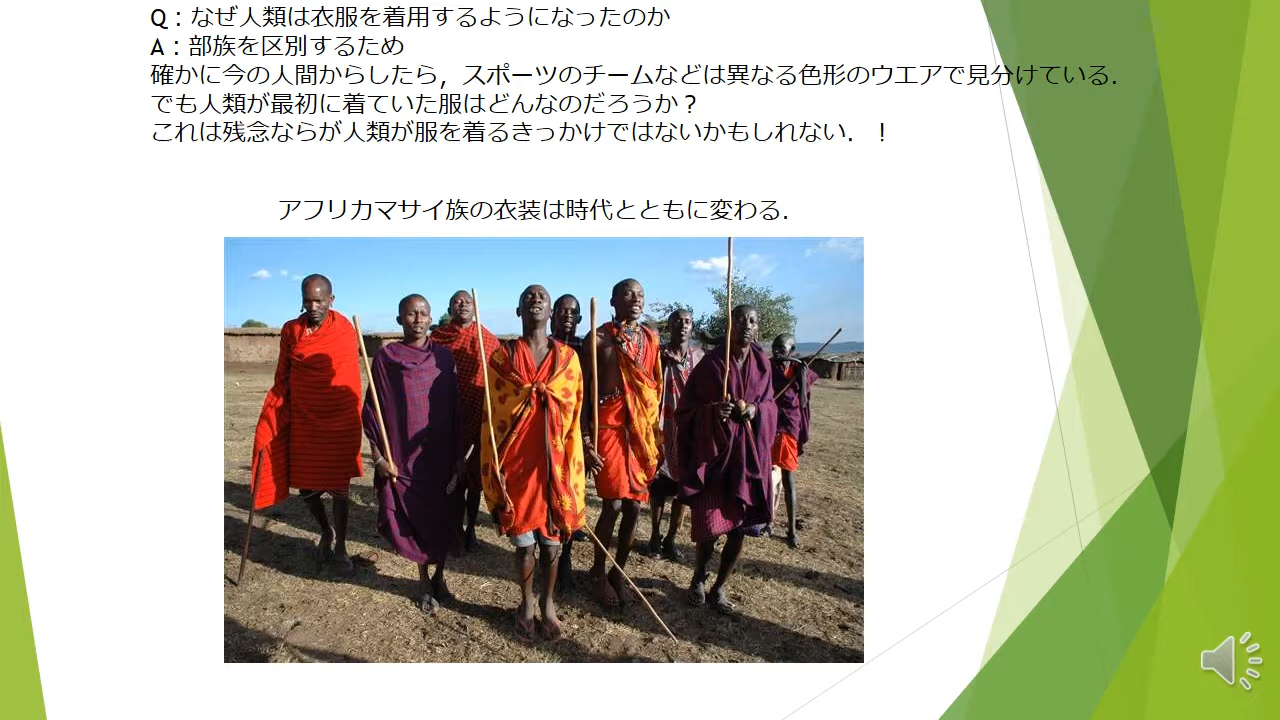 Q：なぜ人類は衣服を着用するようになったのか
A：部族を区別するため
確かに今の人間からしたら，スポーツのチームなどは異なる色形のウエアで見分けている．
でも人類が最初に着ていた服はどんなのだろうか？
これは残念ならが人類が服を着るきっかけではないかもしれない．！
アフリカマサイ族の衣装は時代とともに変わる．